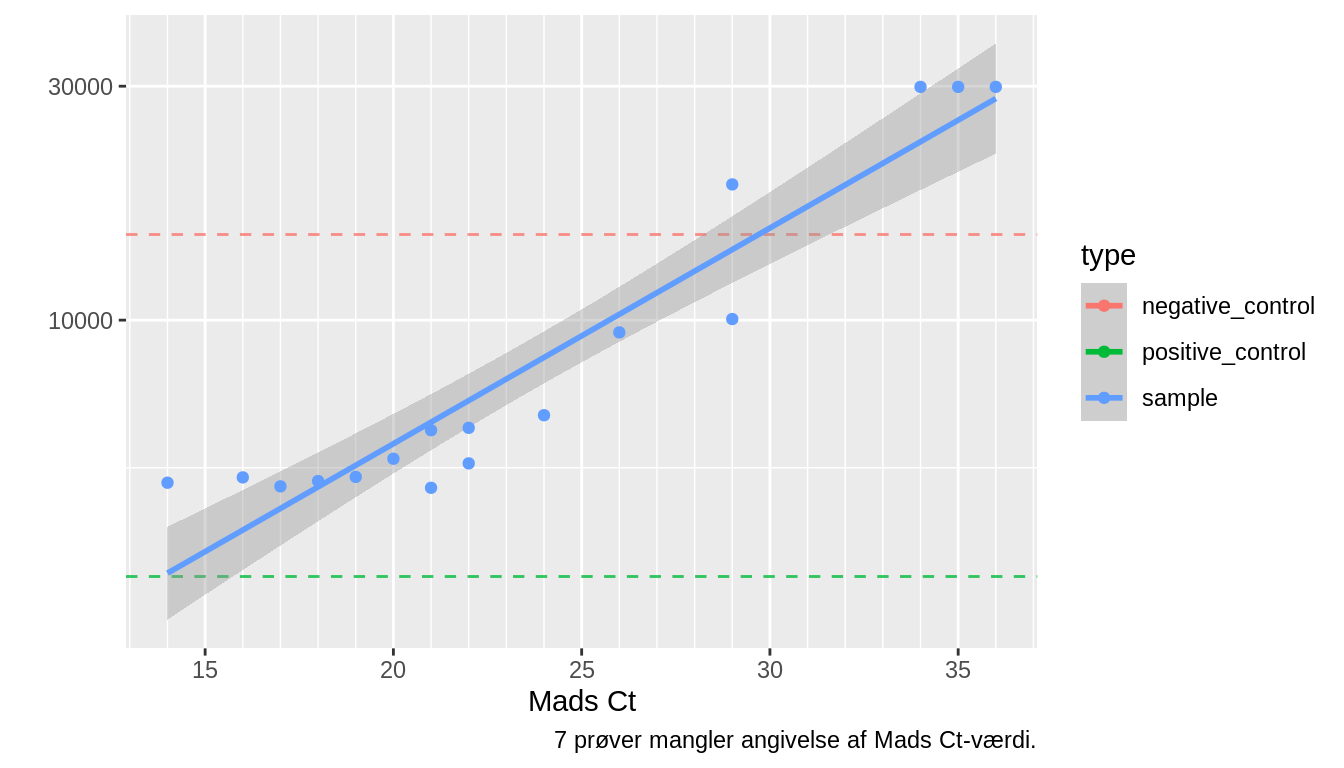 30000
10000
15 20 25 30 35
Mads Ct
7 prøver mangler angivelse af Mads Ct-værdi.
type
negative_control
positive_control
sample